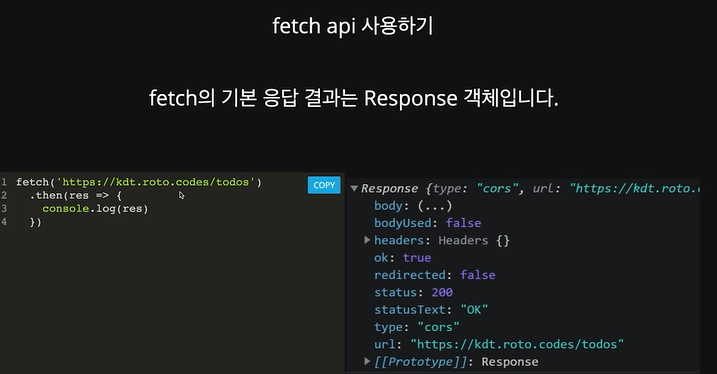 fetch api 사용하기
fetch의 기본 응답 결과는 Response 객체입니다.
1 fetch('https://kdt.roto.codes/todos')
2 .then(res => {
3 console.log(res)
4 })
COPY
Response {type: "cors", url: "https://kdt.roto.c
body: (...)
bodyUsed: false
headers: Headers {}
ok: true
redirected: false
status: 200
statusText: "OK"
type: "cors"
url: "https://kdt.roto.codes/todos"
[[Prototype]]: Response